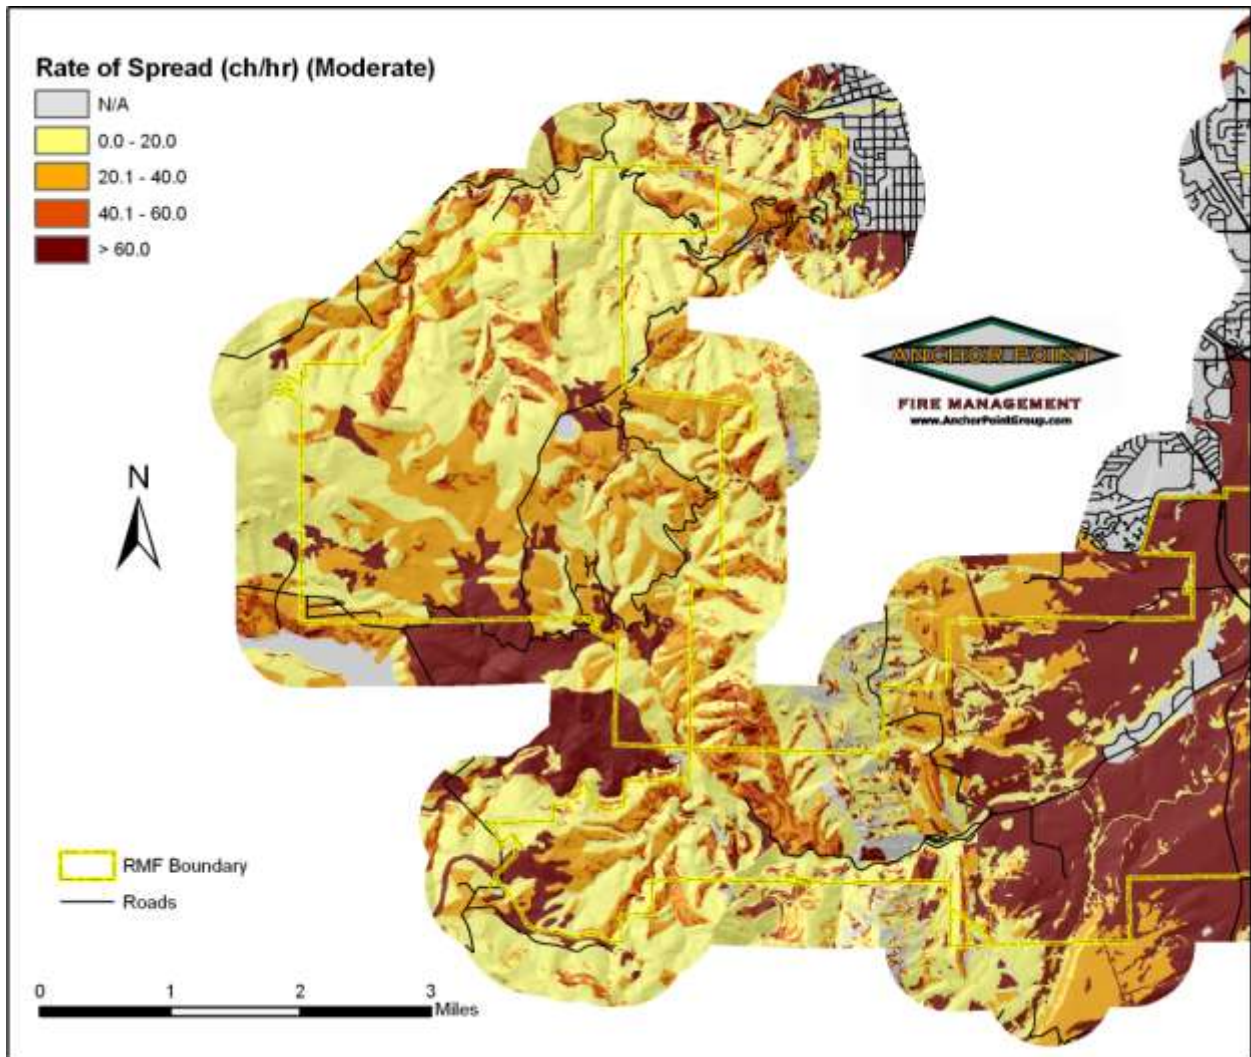 Rate of Spread (ch/hr) (Moderate)
N/A
0.0 - 20.0
20.1 - 40.0
40.1 - 60.0
> 60.0
ANCHOR POINT
FIRE MANAGEMENT
www.AnchorPointGroup.com
N
RMF Boundary
Roads
0 1 2 3
Miles